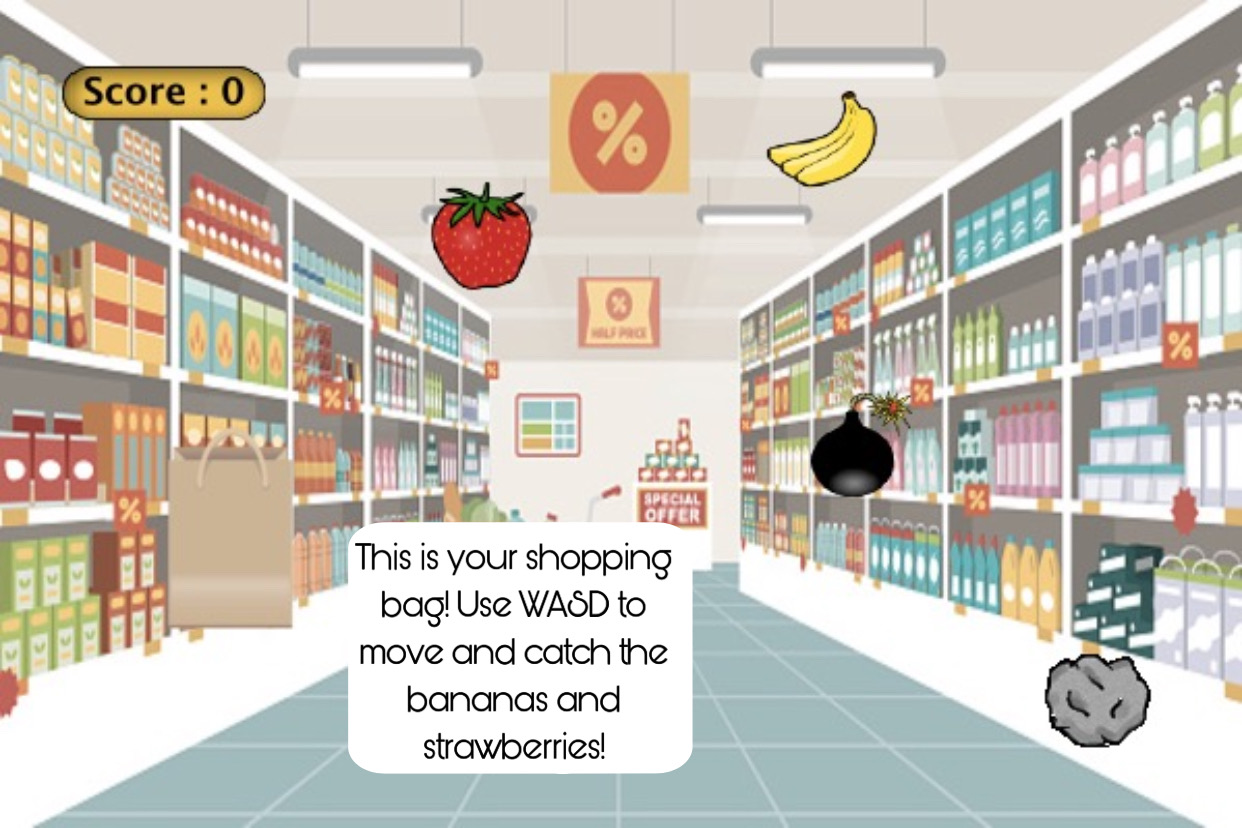 Score : 0
%
HALF PRICE
%
%
%
%
%
%
%
SPECIAL
OFFER
%
%
This is your shopping
bag! Use WASD to
move and catch the
bananas and
strawberries!